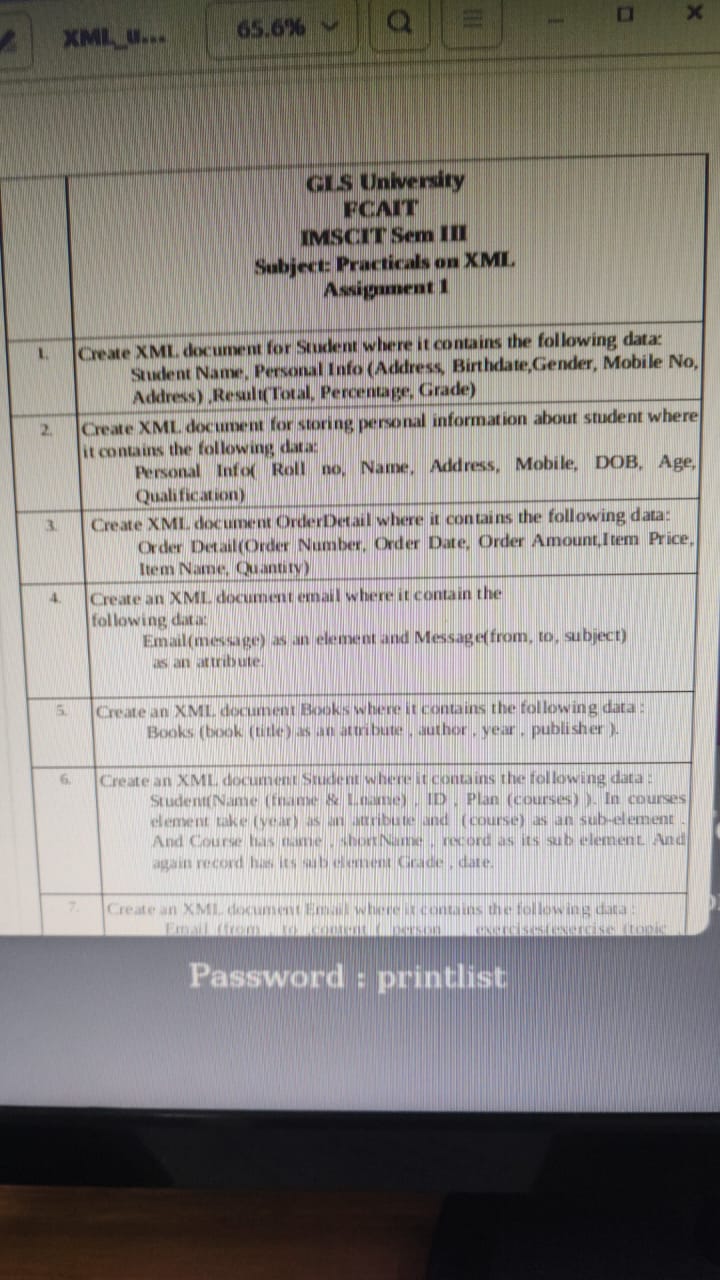 XML_u...
65.6%
GLS University
FCAIT
IMSCIT Sem III
Subject: Practicals on XML
Assignment 1
1. Create XML document for Student where it contains the following data:
Student Name, Personal Info (Address, Birthdate,Gender, Mobile No,
Address) ,Result(Total, Percentage, Grade)
2. Create XML document for storing personal information about student where
it contains the following data:
Personal Info( Roll no, Name, Address, Mobile, DOB, Age,
Qualification)
3. Create XML document OrderDetail where it contains the following data:
Order Detail(Order Number, Order Date, Order Amount,Item Price,
Item Name, Quantity)
4. Create an XML document email where it contain the
following data:
Email(message) as an element and Message(from, to, subject)
as an attribute.
5. Create an XML document Books where it contains the following data :
Books (book (title) as an attribute , author , year , publisher ).
6. Create an XML document Student where it contains the following data :
Student(Name (fname & Lname) , ID , Plan (courses) ). In courses
element take (year) as an attribute and (course) as an sub-element .
And Course has name , shortName , record as its sub element. And
again record has its sub element Grade , date.
7. Create an XML document Email where it contains the following data :
Email (from , to ,content ( person exercises(exercise (topic
Password : printlist